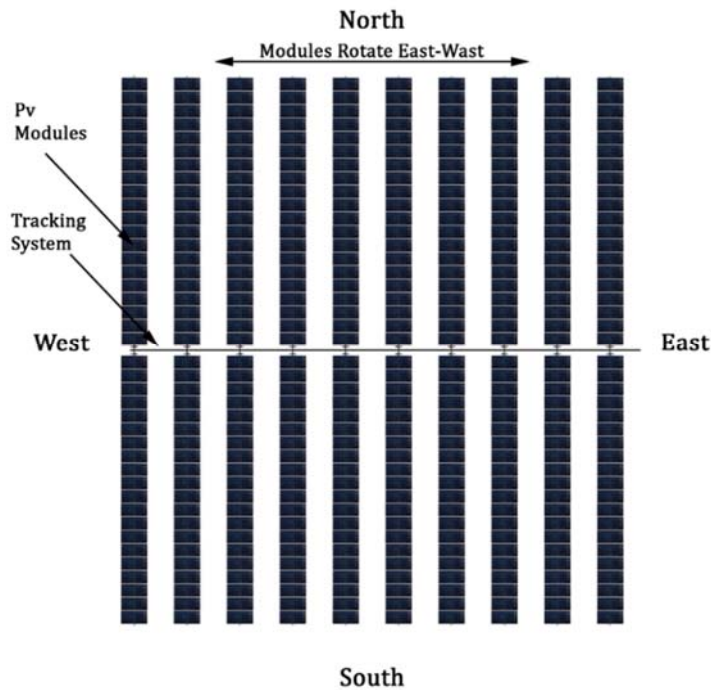 North
Modules Rotate East-Wast
Pv
Modules
Tracking
System
West
East
South